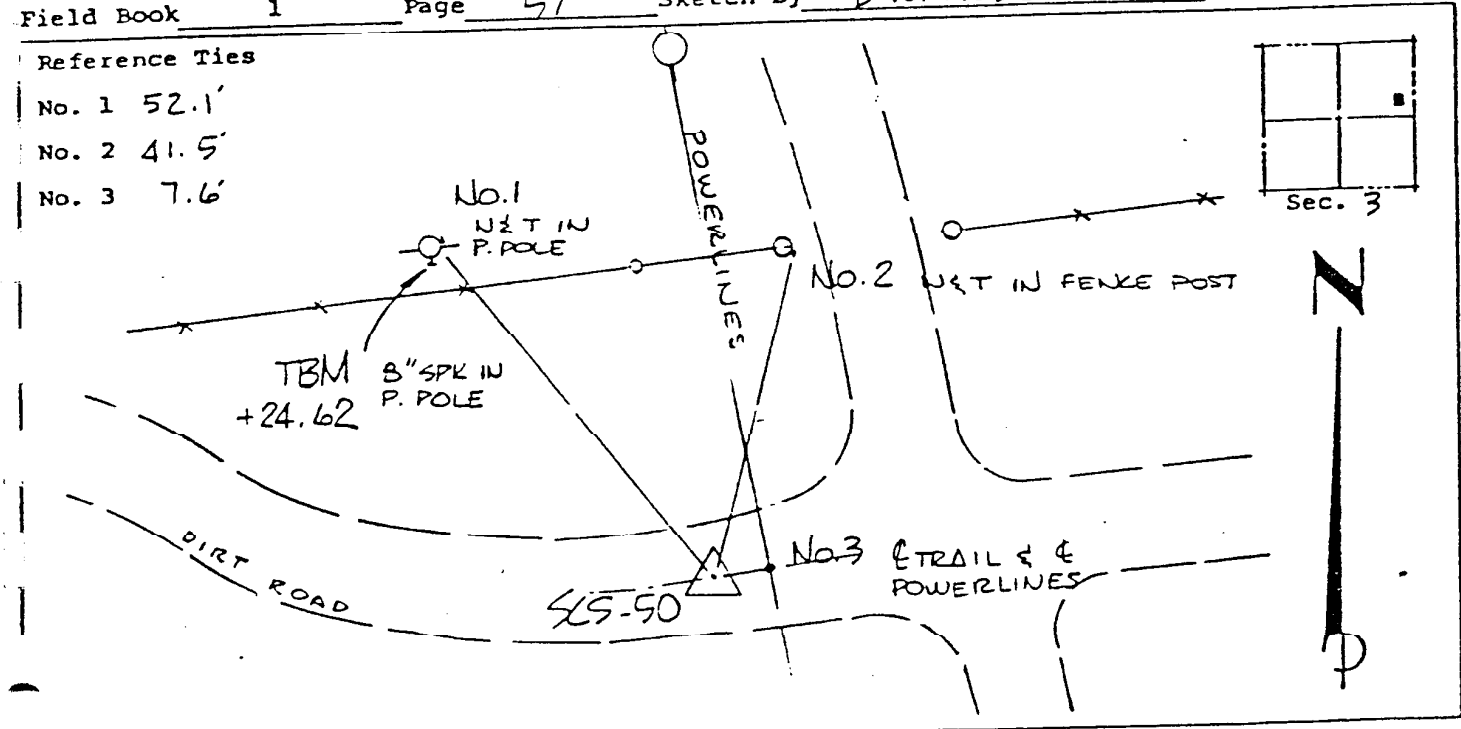 Field Book 1 Page Sketch By
Reference Ties
No. 1 52.1'
No. 2 41.5'
No. 3 7.6'
No.1
N&T IN
P. POLE
POWERLINES
No.2 N&T IN FENCE POST
Sec. 3
N
TBM 8" SPK IN
+24.62 P. POLE
DIRT ROAD
No.3 ℄ TRAIL & ℄
POWERLINES
SCS-50